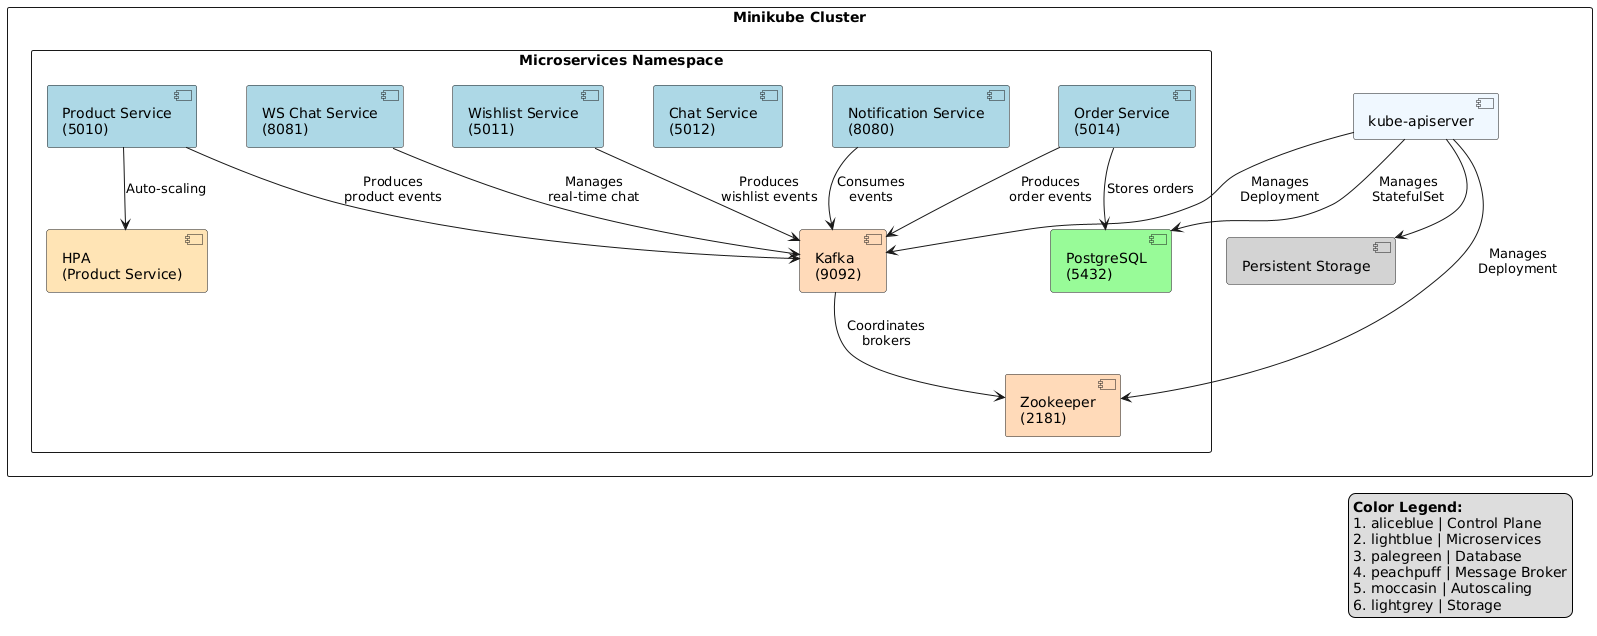 Minikube Cluster
Microservices Namespace
Product Service
(5010)
WS Chat Service
(8081)
Wishlist Service
(5011)
Chat Service
(5012)
Notification Service
(8080)
Order Service
(5014)
kube-apiserver
Auto-scaling
Produces
product events
Manages
real-time chat
Produces
wishlist events
Consumes
events
Produces
order events
Stores orders
Manages
Deployment
Manages
StatefulSet
Manages
Deployment
HPA
(Product Service)
Kafka
(9092)
PostgreSQL
(5432)
Persistent Storage
Coordinates
brokers
Zookeeper
(2181)
Color Legend:
1. aliceblue | Control Plane
2. lightblue | Microservices
3. palegreen | Database
4. peachpuff | Message Broker
5. moccasin | Autoscaling
6. lightgrey | Storage